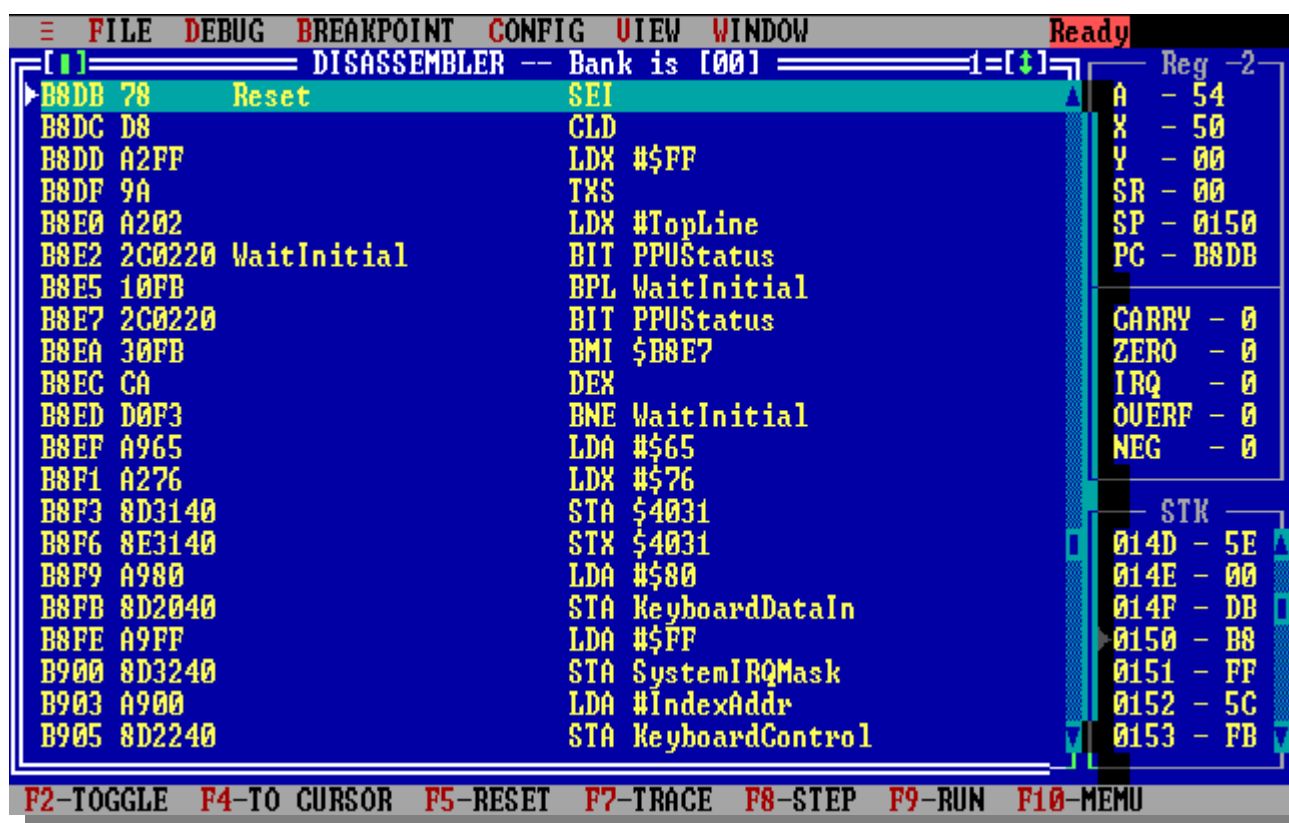 ≡ FILE DEBUG BREAKPOINT CONFIG VIEW WINDOW Ready
[▮] DISASSEMBLER -- Bank is [00] 1=[↕]
B8DB 78 Reset SEI
B8DC D8 CLD
B8DD A2FF LDX #$FF
B8DF 9A TXS
B8E0 A202 LDX #TopLine
B8E2 2C0220 WaitInitial BIT PPUStatus
B8E5 10FB BPL WaitInitial
B8E7 2C0220 BIT PPUStatus
B8EA 30FB BMI $B8E7
B8EC CA DEX
B8ED D0F3 BNE WaitInitial
B8EF A965 LDA #$65
B8F1 A276 LDX #$76
B8F3 8D3140 STA $4031
B8F6 8E3140 STX $4031
B8F9 A980 LDA #$80
B8FB 8D2040 STA KeyboardDataIn
B8FE A9FF LDA #$FF
B900 8D3240 STA SystemIRQMask
B903 A900 LDA #IndexAddr
B905 8D2240 STA KeyboardControl
Reg -2-
A - 54
X - 50
Y - 00
SR - 00
SP - 0150
PC - B8DB
CARRY - 0
ZERO - 0
IRQ - 0
OVERF - 0
NEG - 0
STK
014D - 5E
014E - 00
014F - DB
0150 - B8
0151 - FF
0152 - 5C
0153 - FB
F2-TOGGLE F4-TO CURSOR F5-RESET F7-TRACE F8-STEP F9-RUN F10-MEMU